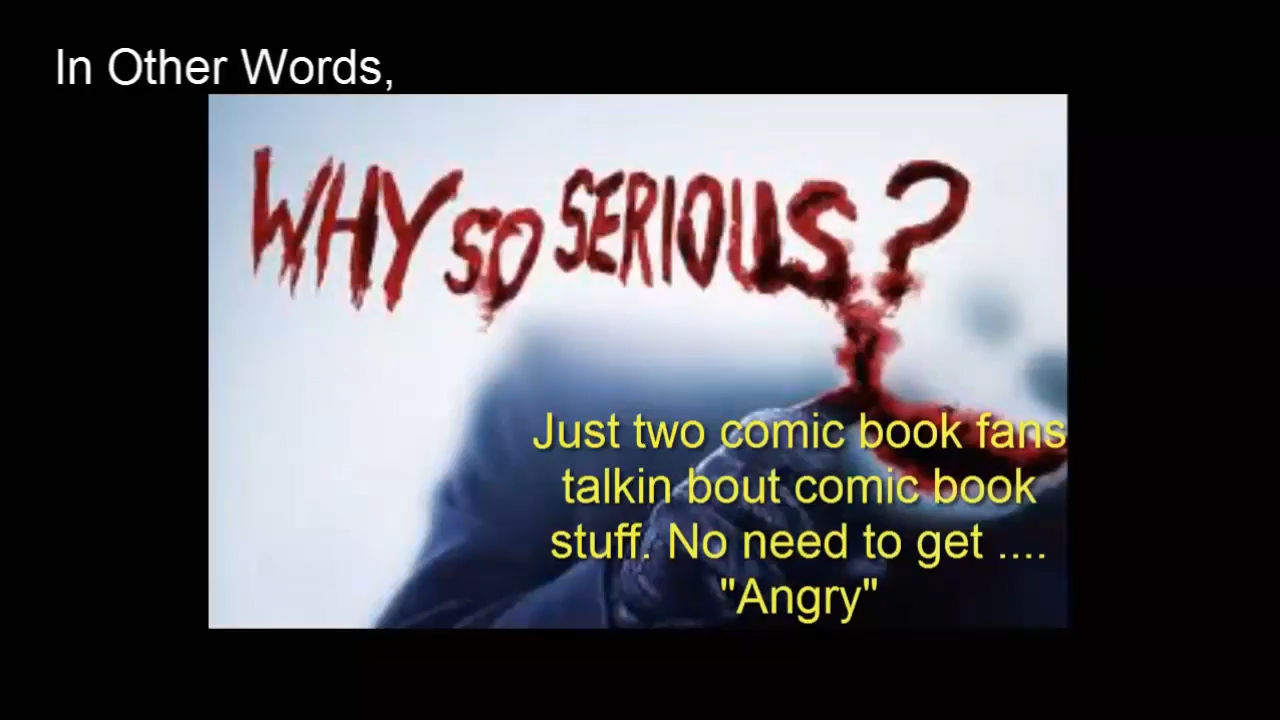 In Other Words,
WHY SO SERIOUS?
Just two comic book fans
talkin bout comic book
stuff. No need to get ....
"Angry"